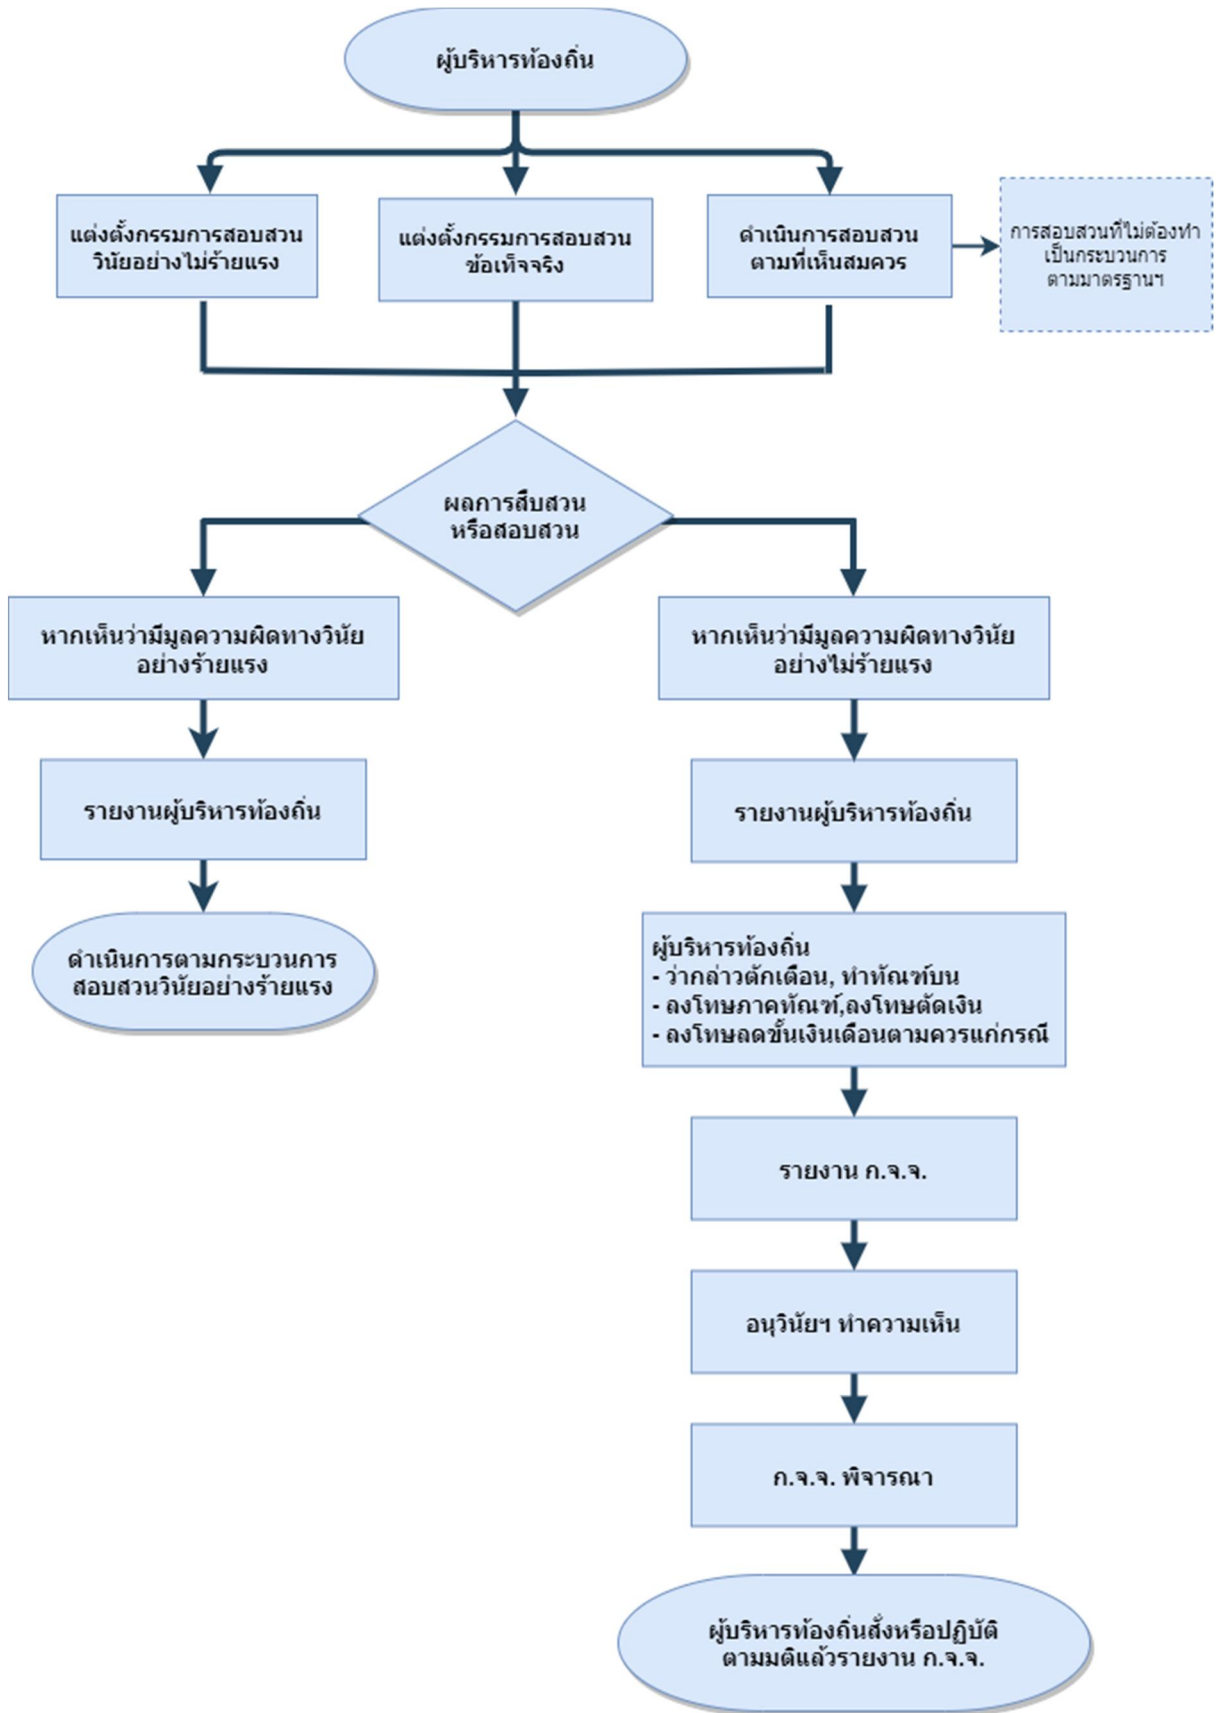 ผู้บริหารท้องถิ่น
แต่งตั้งกรรมการสอบสวน
วินัยอย่างไม่ร้ายแรง
แต่งตั้งกรรมการสอบสวน
ข้อเท็จจริง
ดำเนินการสอบสวน
ตามที่เห็นสมควร
การสอบสวนที่ไม่ต้องทำ
เป็นกระบวนการ
ตามมาตรฐานฯ
ผลการสืบสวน
หรือสอบสวน
หากเห็นว่ามีมูลความผิดทางวินัย
อย่างร้ายแรง
หากเห็นว่ามีมูลความผิดทางวินัย
อย่างไม่ร้ายแรง
รายงานผู้บริหารท้องถิ่น
รายงานผู้บริหารท้องถิ่น
ดำเนินการตามกระบวนการ
สอบสวนวินัยอย่างร้ายแรง
ผู้บริหารท้องถิ่น
- ว่ากล่าวตักเตือน, ทำทัณฑ์บน
- ลงโทษภาคทัณฑ์,ลงโทษตัดเงิน
- ลงโทษลดขั้นเงินเดือนตามควรแก่กรณี
รายงาน ก.จ.จ.
อนุวินัยฯ ทำความเห็น
ก.จ.จ. พิจารณา
ผู้บริหารท้องถิ่นสั่งหรือปฏิบัติ
ตามมติแล้วรายงาน ก.จ.จ.